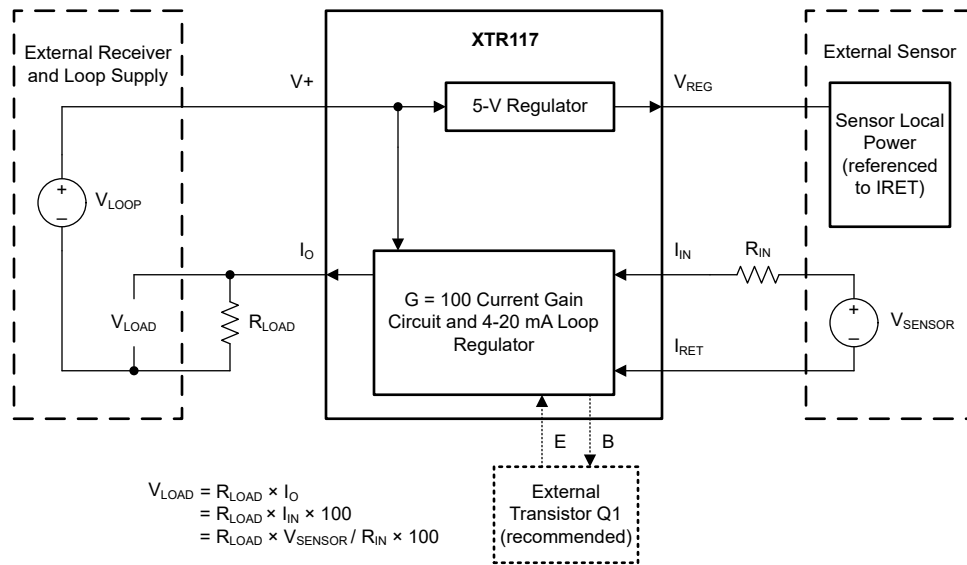 External Receiver
and Loop Supply
XTR117
External Sensor
V+
5-V Regulator
VREG
Sensor Local
Power
(referenced
to IRET)
+
–
VLOOP
IO
IIN
RIN
VLOAD
RLOAD
G = 100 Current Gain
Circuit and 4-20 mA Loop
Regulator
+
–
VSENSOR
IRET
E
B
External
Transistor Q1
(recommended)
VLOAD = RLOAD × IO
= RLOAD × IIN × 100
= RLOAD × VSENSOR / RIN × 100